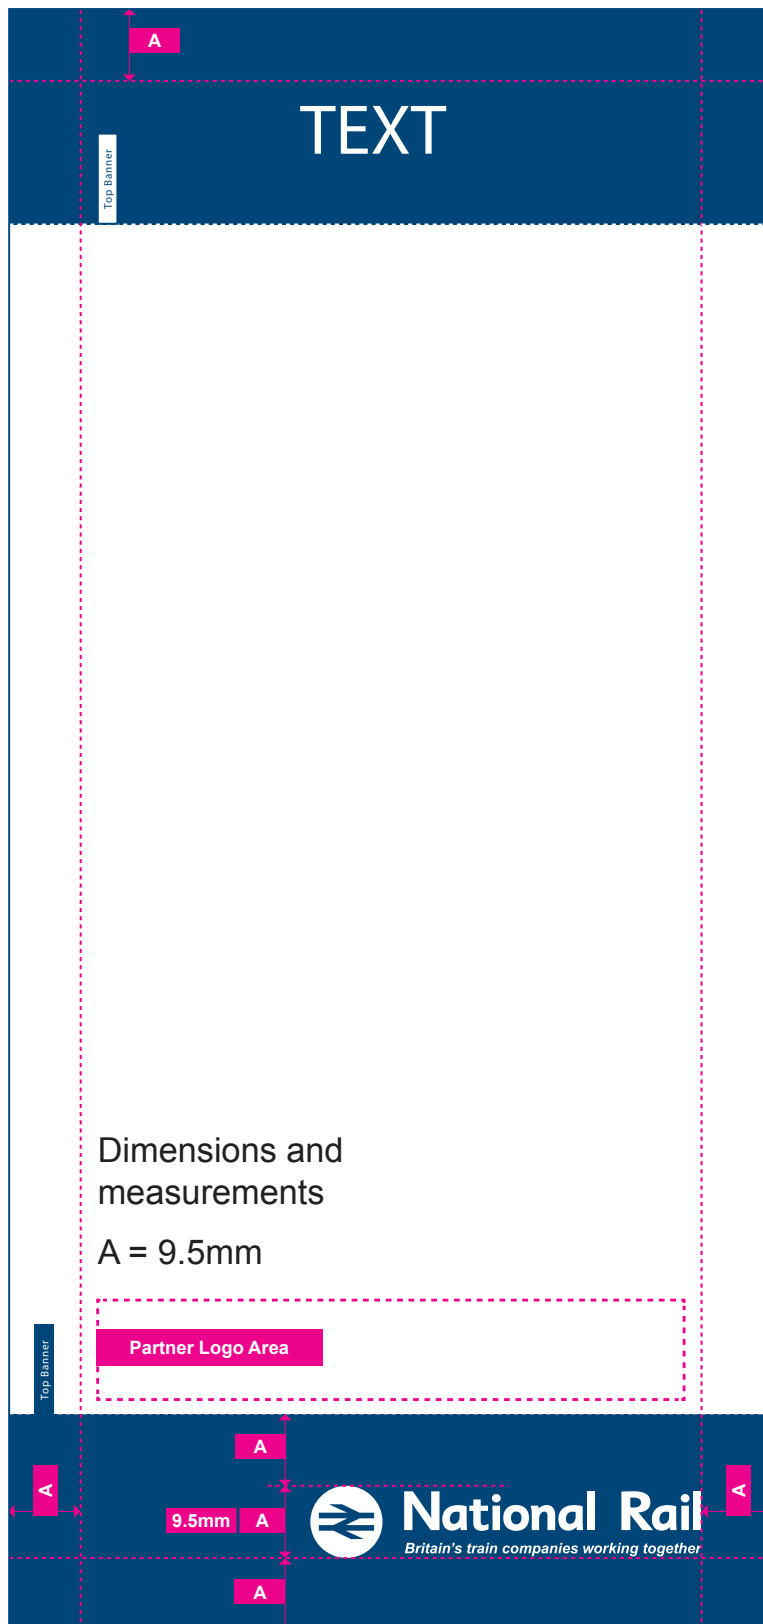 A
TEXT
Top Banner
Dimensions and
measurements
A = 9.5mm
Partner Logo Area
Top Banner
A
A
A
9.5mm A
National Rail
Britain's train companies working together
A